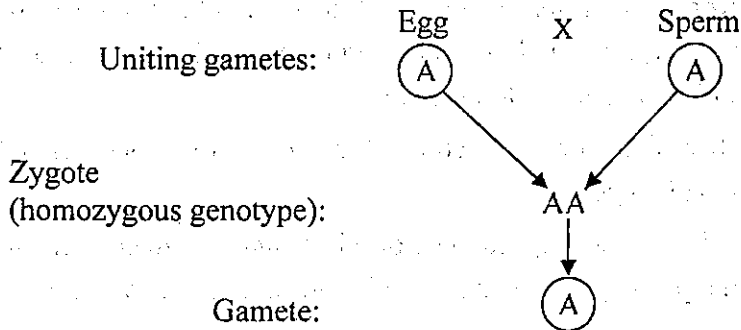 Egg X Sperm
Uniting gametes: A A
Zygote
(homozygous genotype): AA
Gamete: A